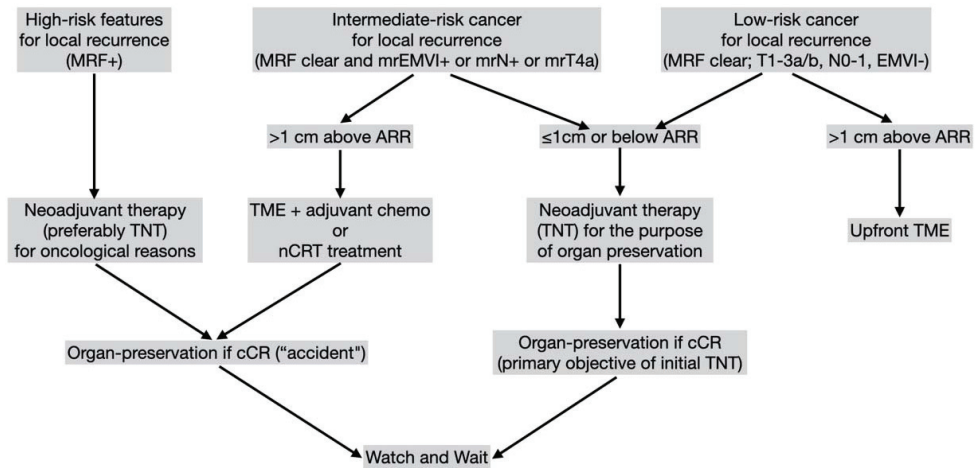 High-risk features
for local recurrence
(MRF+)
Intermediate-risk cancer
for local recurrence
(MRF clear and mrEMVI+ or mrN+ or mrT4a)
Low-risk cancer
for local recurrence
(MRF clear; T1-3a/b, N0-1, EMVI-)
>1 cm above ARR
≤1cm or below ARR
>1 cm above ARR
Neoadjuvant therapy
(preferably TNT)
for oncological reasons
TME + adjuvant chemo
or
nCRT treatment
Neoadjuvant therapy
(TNT) for the purpose
of organ preservation
Upfront TME
Organ-preservation if cCR (“accident")
Organ-preservation if cCR
(primary objective of initial TNT)
Watch and Wait